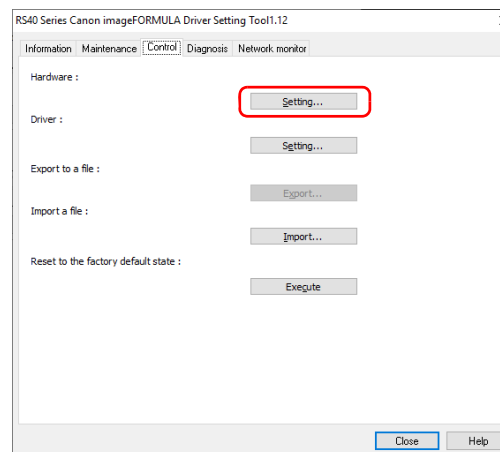 RS40 Series Canon imageFORMULA Driver Setting Tool1.12
Information Maintenance Control Diagnosis Network monitor
Hardware :
Setting...
Driver :
Setting...
Export to a file :
Export...
Import a file :
Import...
Reset to the factory default state :
Execute
Close Help